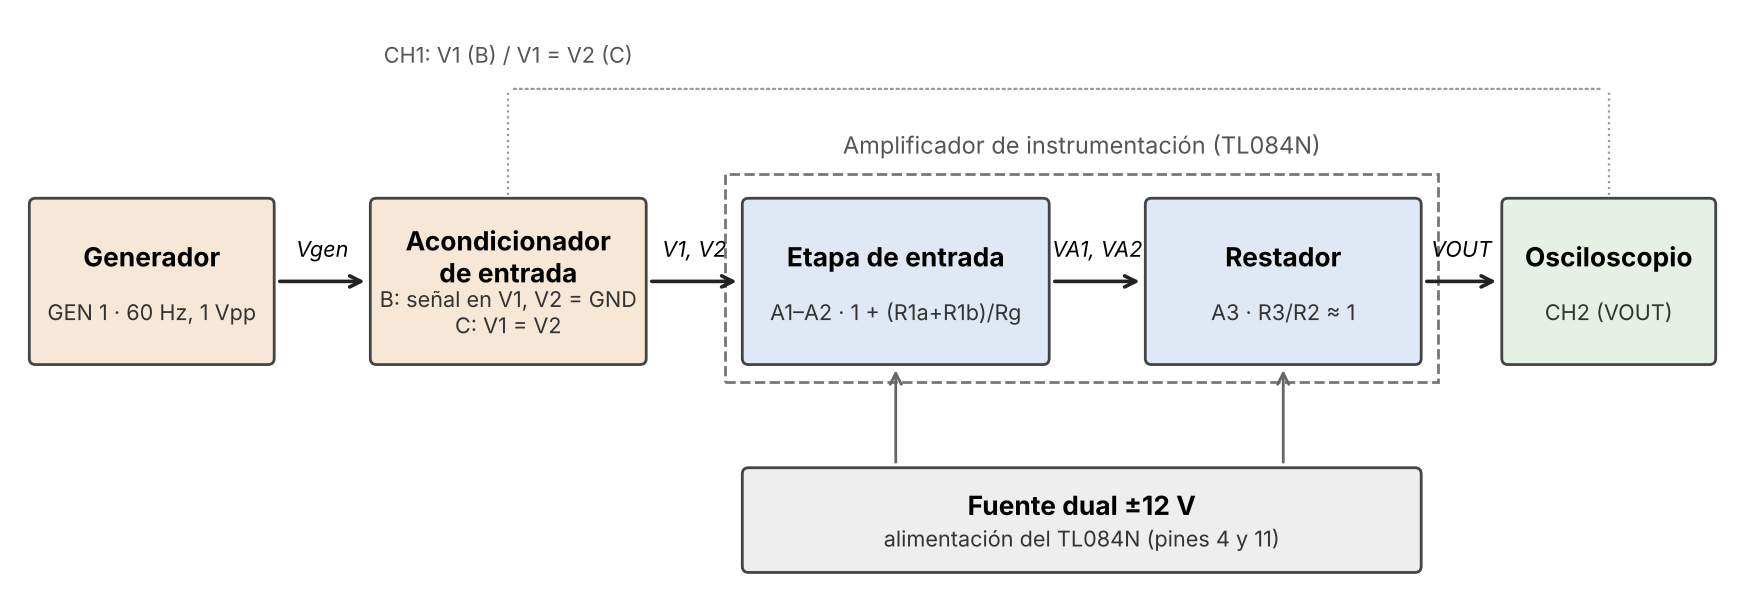 CH1: V1 (B) / V1 = V2 (C)
Amplificador de instrumentación (TL084N)
Generador
GEN 1 · 60 Hz, 1 Vpp
Vgen
Acondicionador
de entrada
B: señal en V1, V2 = GND
C: V1 = V2
V1, V2
Etapa de entrada
A1–A2 · 1 + (R1a+R1b)/Rg
VA1, VA2
Restador
A3 · R3/R2 ≈ 1
VOUT
Osciloscopio
CH2 (VOUT)
Fuente dual ±12 V
alimentación del TL084N (pines 4 y 11)